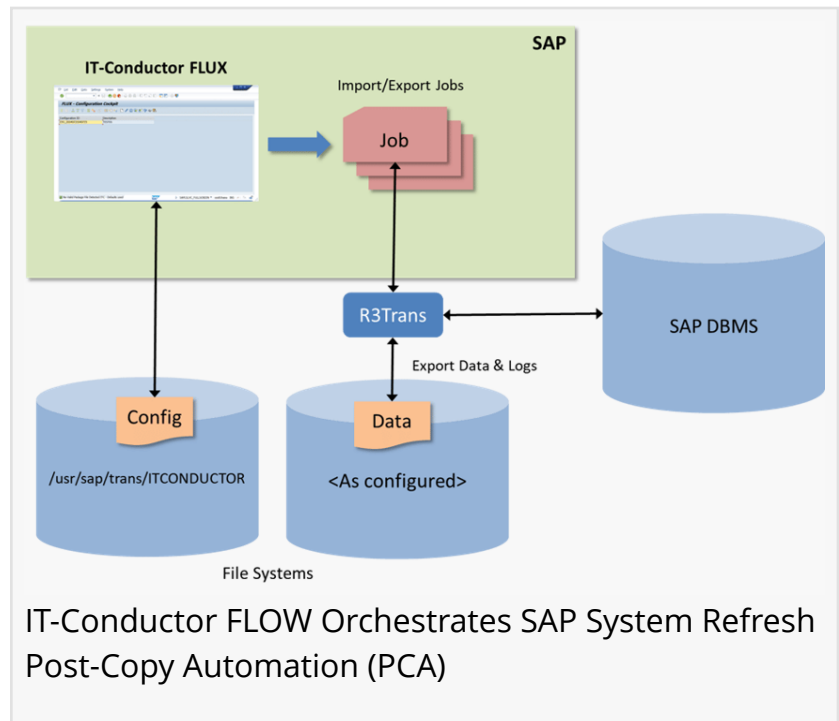 SAP
IT-Conductor FLUX
Import/Export Jobs
Job
R3Trans
SAP DBMS
Export Data & Logs
Config
Data
/usr/sap/trans/ITCONDUCTOR
<As configured>
File Systems
IT-Conductor FLOW Orchestrates SAP System Refresh
Post-Copy Automation (PCA)